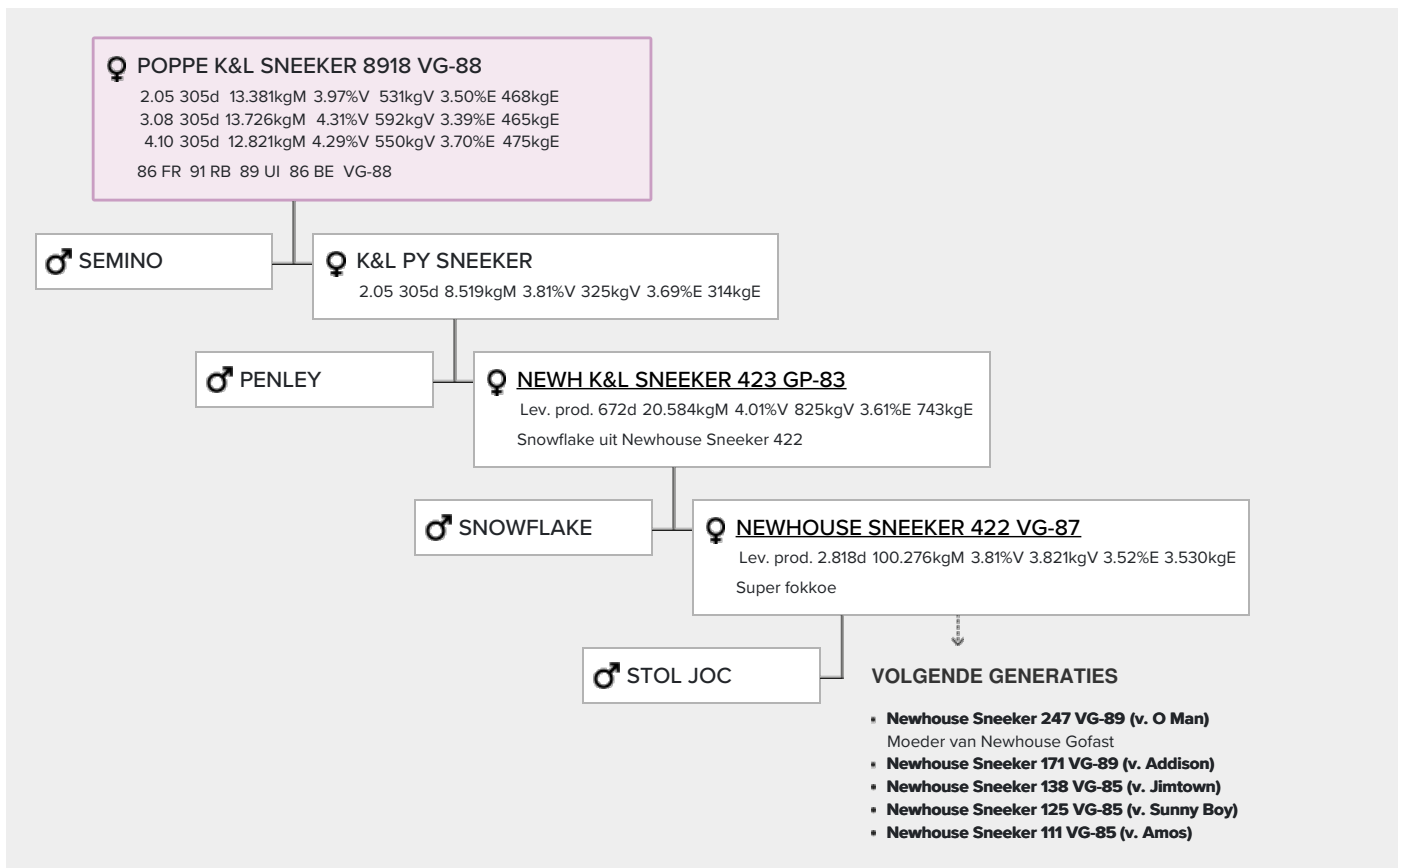 POPPE K&L SNEEKER 8918 VG-88
2.05 305d 13.381kgM 3.97%V 531kgV 3.50%E 468kgE
3.08 305d 13.726kgM 4.31%V 592kgV 3.39%E 465kgE
4.10 305d 12.821kgM 4.29%V 550kgV 3.70%E 475kgE
86 FR 91 RB 89 UI 86 BE VG-88
SEMINO
K&L PY SNEEKER
2.05 305d 8.519kgM 3.81%V 325kgV 3.69%E 314kgE
PENLEY
NEWH K&L SNEEKER 423 GP-83
Lev. prod. 672d 20.584kgM 4.01%V 825kgV 3.61%E 743kgE
Snowflake uit Newhouse Sneeker 422
SNOWFLAKE
NEWHOUSE SNEEKER 422 VG-87
Lev. prod. 2.818d 100.276kgM 3.81%V 3.821kgV 3.52%E 3.530kgE
Super fokkoe
STOL JOC
VOLGENDE GENERATIES
• Newhouse Sneeker 247 VG-89 (v. O Man)
Moeder van Newhouse Gofast
• Newhouse Sneeker 171 VG-89 (v. Addison)
• Newhouse Sneeker 138 VG-85 (v. Jimtown)
• Newhouse Sneeker 125 VG-85 (v. Sunny Boy)
• Newhouse Sneeker 111 VG-85 (v. Amos)